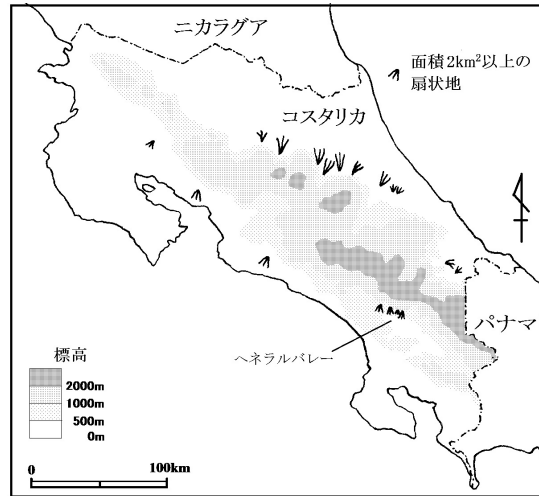 ニカラグア
面積2km²以上の
扇状地
コスタリカ
パナマ
ヘネラルバレー
標高
2000m
1000m
500m
0m
0 100km